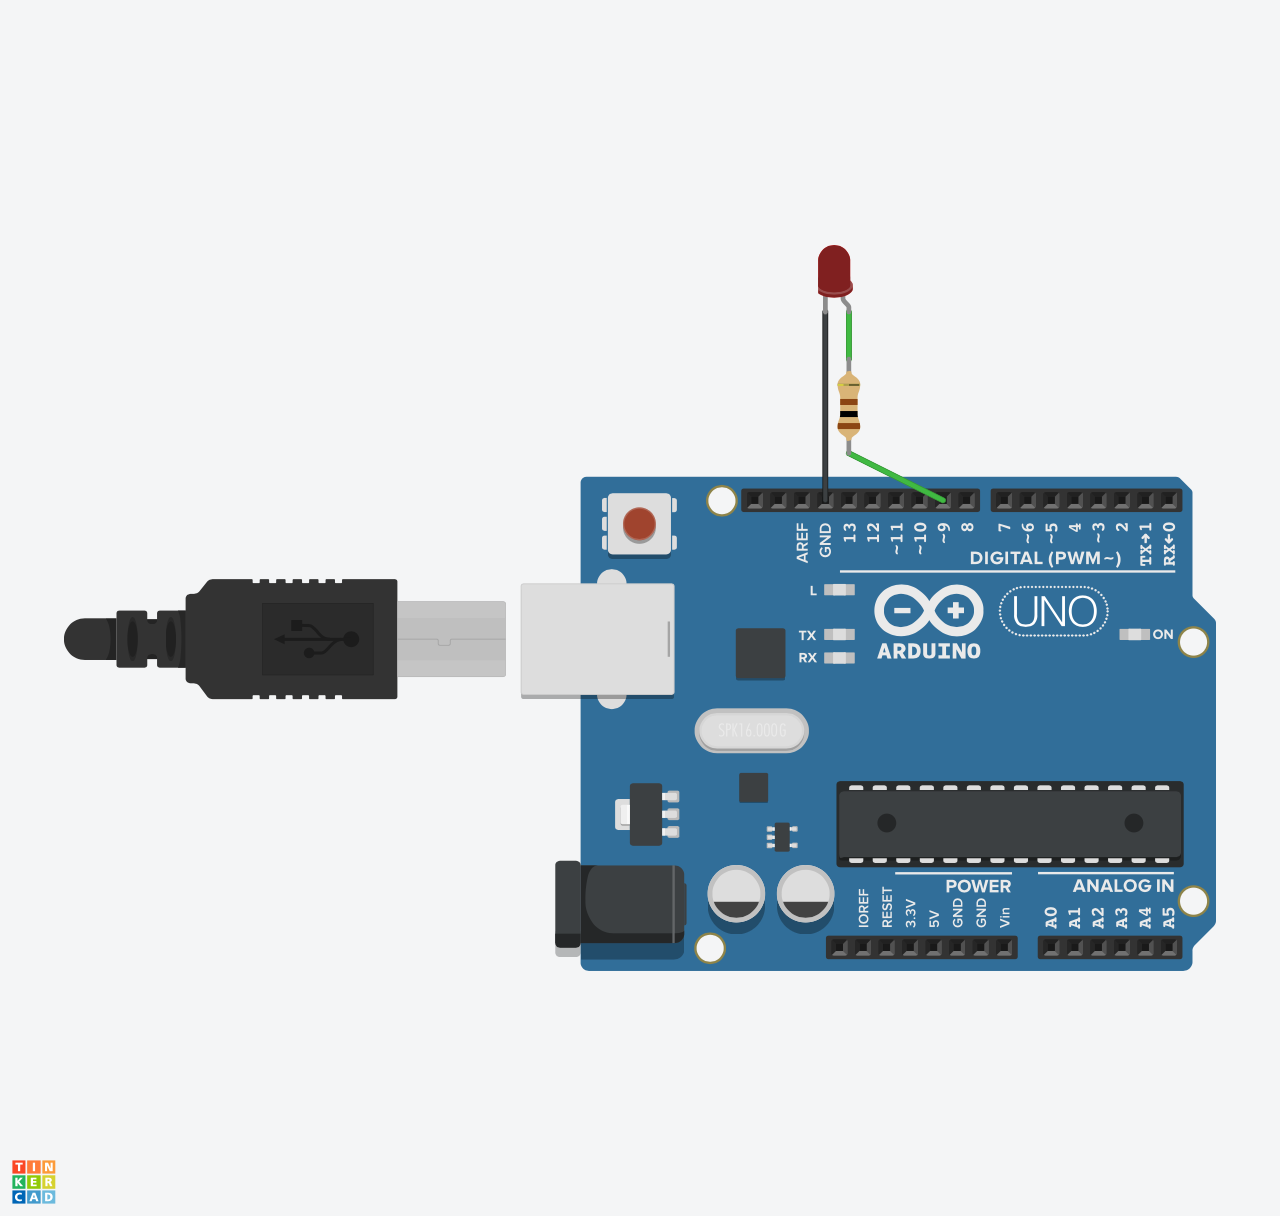 AREF
GND
13
12
~11
~10
~9
8
7
~6
~5
4
~3
2
TX→1
RX←0
DIGITAL (PWM~)
L
TX
RX
ARDUINO
UNO
ON
SPK16.000G
POWER
ANALOG IN
IOREF
RESET
3.3V
5V
GND
GND
Vin
A0
A1
A2
A3
A4
A5
TIN
KER
CAD